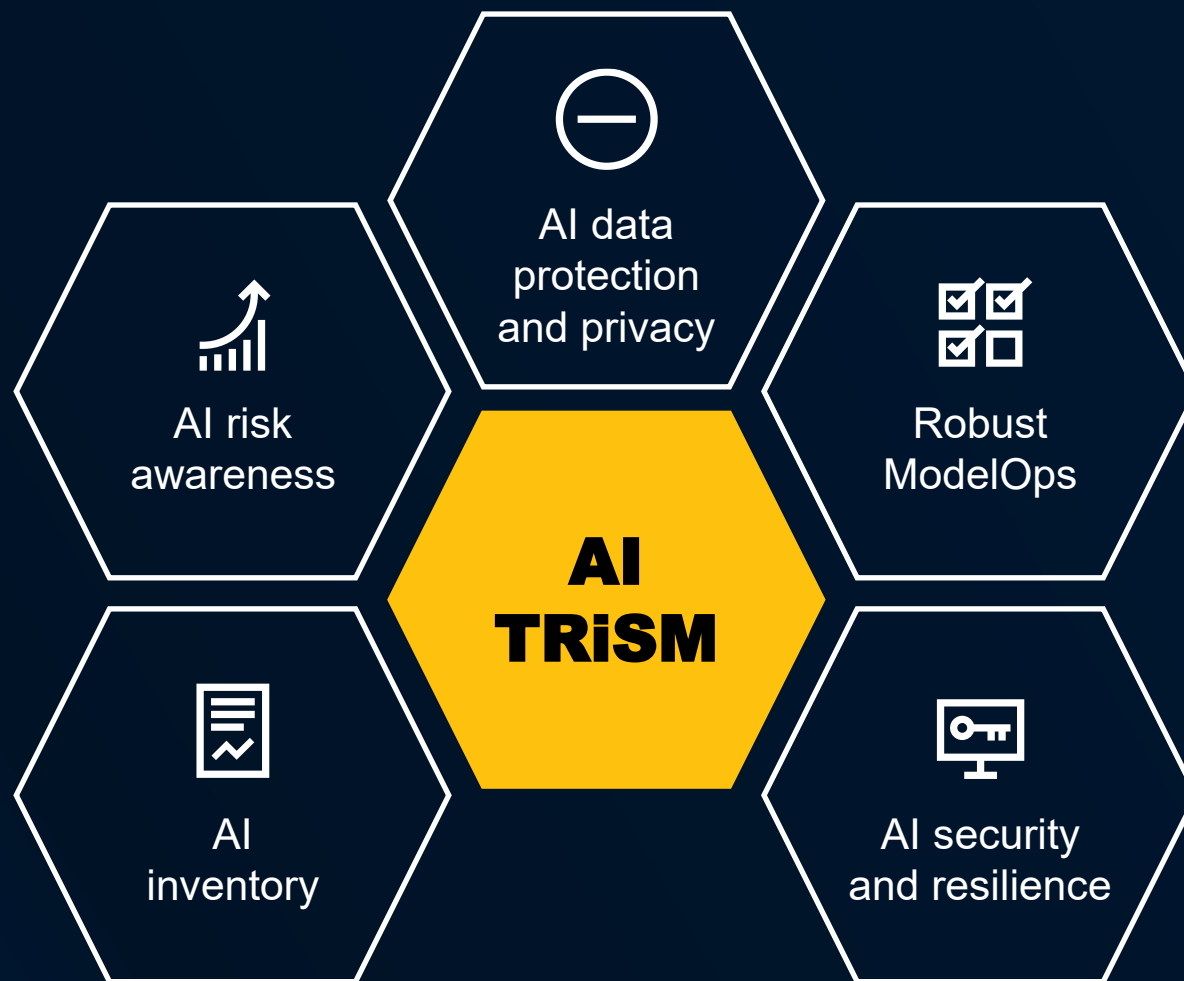 AI data
protection
and privacy
AI risk
awareness
Robust
ModelOps
AI
TRiSM
AI
inventory
AI security
and resilience